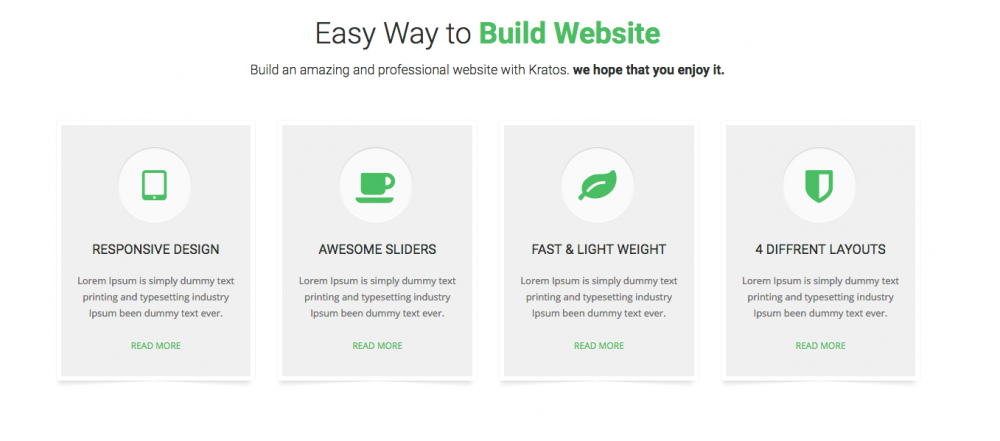 Easy Way to Build Website
Build an amazing and professional website with Kratos. we hope that you enjoy it.
RESPONSIVE DESIGN
Lorem Ipsum is simply dummy text
printing and typesetting industry
Ipsum been dummy text ever.
READ MORE
AWESOME SLIDERS
Lorem Ipsum is simply dummy text
printing and typesetting industry
Ipsum been dummy text ever.
READ MORE
FAST & LIGHT WEIGHT
Lorem Ipsum is simply dummy text
printing and typesetting industry
Ipsum been dummy text ever.
READ MORE
4 DIFFRENT LAYOUTS
Lorem Ipsum is simply dummy text
printing and typesetting industry
Ipsum been dummy text ever.
READ MORE